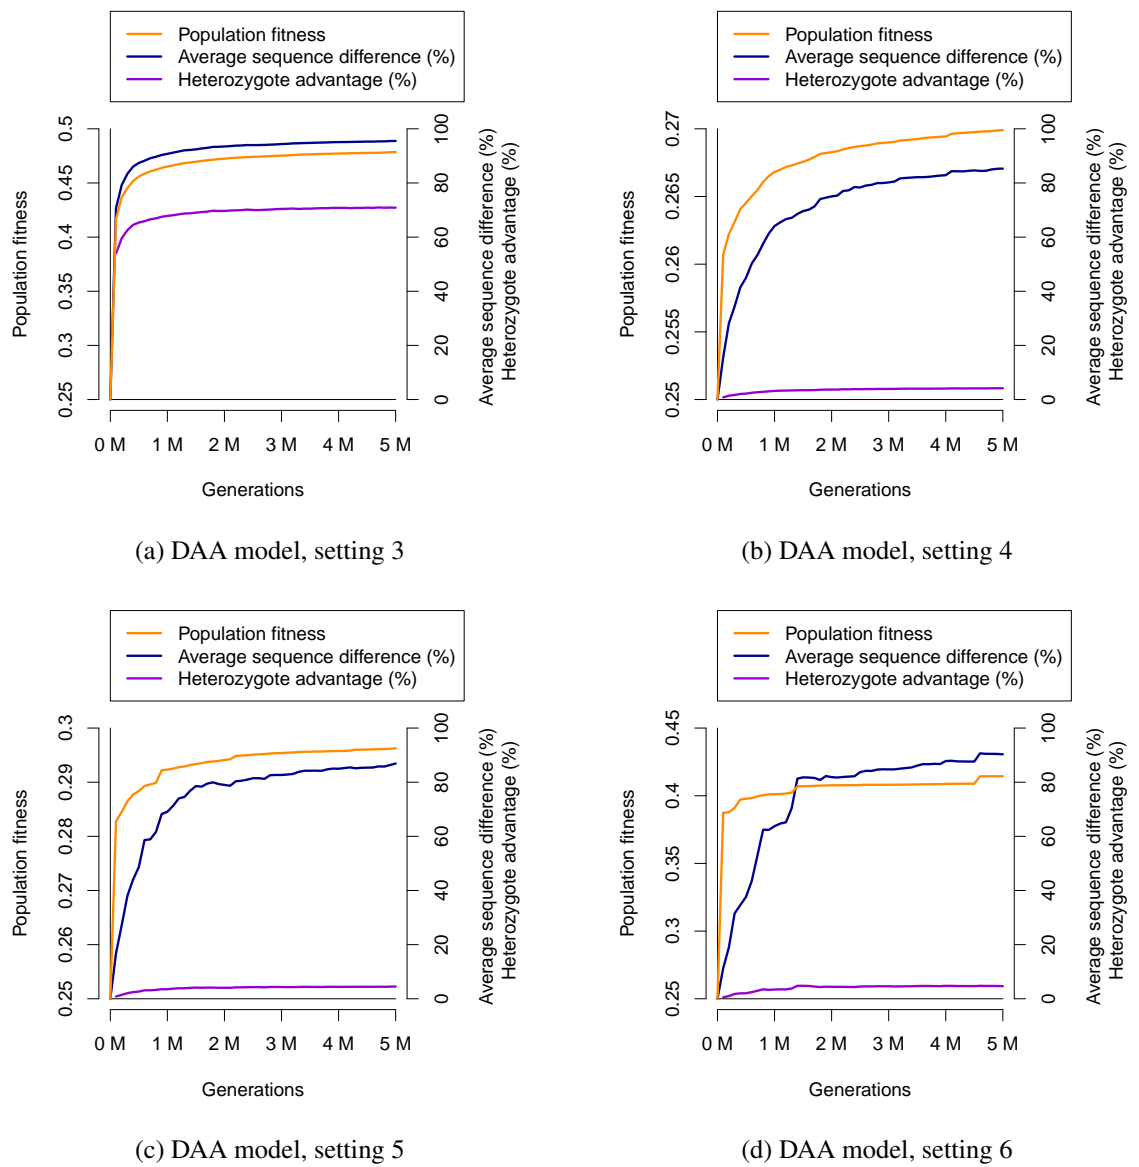 Population fitness
Average sequence difference (%)
Heterozygote advantage (%)
Population fitness
0.25 0.3 0.35 0.4 0.45 0.5
0 20 40 60 80 100
Average sequence difference (%)
Heterozygote advantage (%)
0 M 1 M 2 M 3 M 4 M 5 M
Generations
(a) DAA model, setting 3
Population fitness
Average sequence difference (%)
Heterozygote advantage (%)
Population fitness
0.25 0.255 0.26 0.265 0.27
0 20 40 60 80 100
Average sequence difference (%)
Heterozygote advantage (%)
0 M 1 M 2 M 3 M 4 M 5 M
Generations
(b) DAA model, setting 4
Population fitness
Average sequence difference (%)
Heterozygote advantage (%)
Population fitness
0.25 0.26 0.27 0.28 0.29 0.3
0 20 40 60 80 100
Average sequence difference (%)
Heterozygote advantage (%)
0 M 1 M 2 M 3 M 4 M 5 M
Generations
(c) DAA model, setting 5
Population fitness
Average sequence difference (%)
Heterozygote advantage (%)
Population fitness
0.25 0.3 0.35 0.4 0.45
0 20 40 60 80 100
Average sequence difference (%)
Heterozygote advantage (%)
0 M 1 M 2 M 3 M 4 M 5 M
Generations
(d) DAA model, setting 6